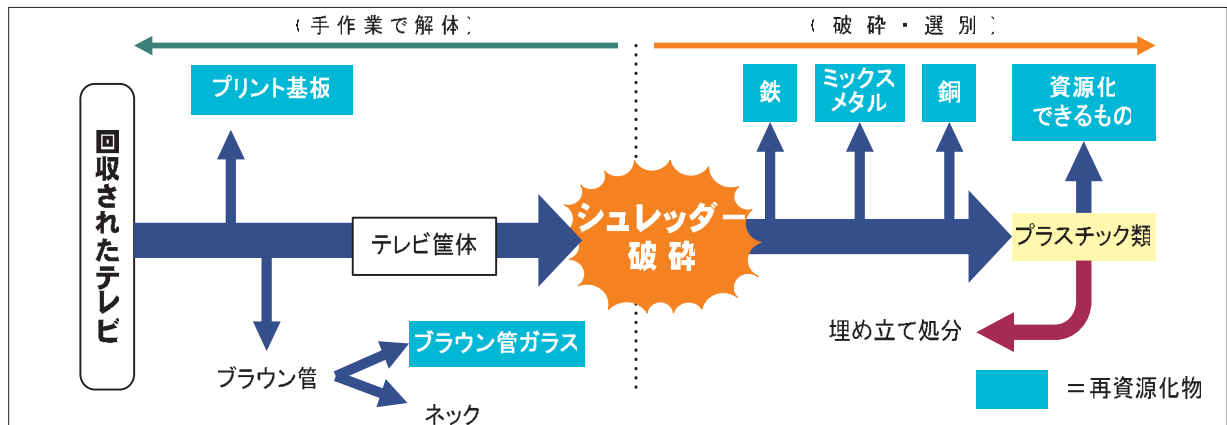 (手作業で解体)
(破砕・選別)
プリント基板
鉄
ミックス
メタル
銅
資源化
できるもの
回収されたテレビ
テレビ筐体
シュレッダー
破砕
プラスチック類
ブラウン管
ブラウン管ガラス
ネック
埋め立て処分
=再資源化物